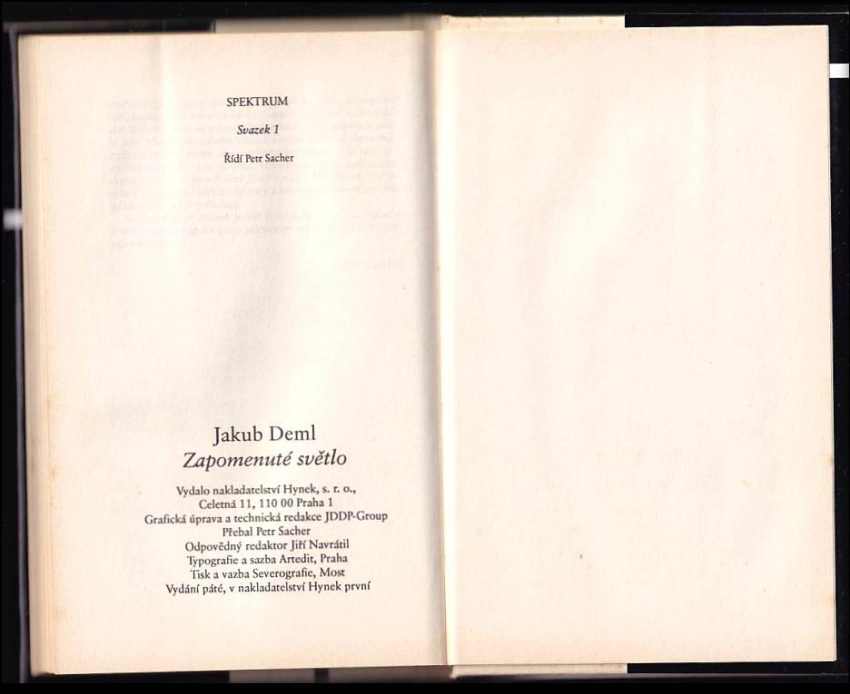 SPEKTRUM
Svazek 1
Řídí Petr Sacher
Jakub Deml
Zapomenuté světlo
Vydalo nakladatelství Hynek, s. r. o.,
Celetná 11, 110 00 Praha 1
Grafická úprava a technická redakce JDDP-Group
Přebal Petr Sacher
Odpovědný redaktor Jiří Navrátil
Typografie a sazba Artedit, Praha
Tisk a vazba Severografie, Most
Vydání páté, v nakladatelství Hynek první